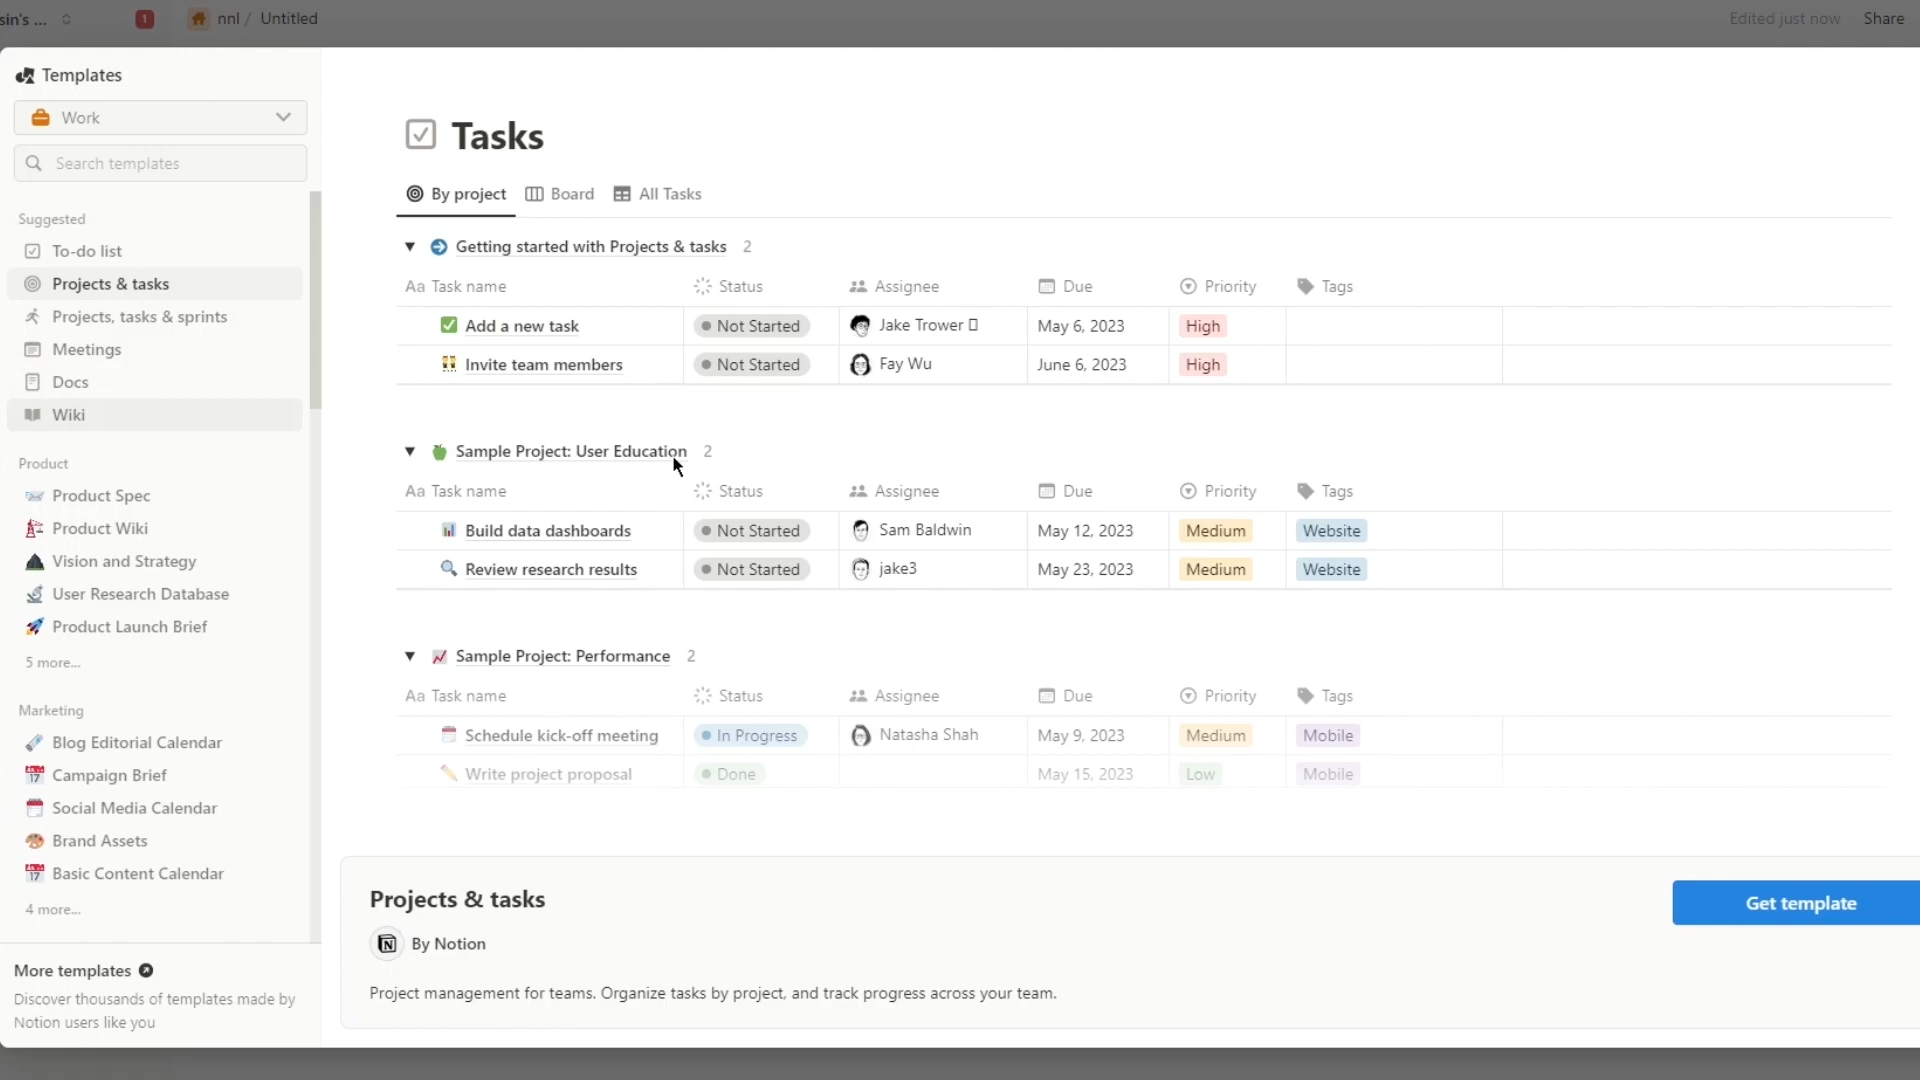 sin's ...
1
nnl / Untitled
Edited just now
Share
Templates
Work
Search templates
Suggested
To-do list
Projects & tasks
Projects, tasks & sprints
Meetings
Docs
Wiki
Product
Product Spec
Product Wiki
Vision and Strategy
User Research Database
Product Launch Brief
5 more...
Marketing
Blog Editorial Calendar
Campaign Brief
Social Media Calendar
Brand Assets
Basic Content Calendar
4 more...
More templates
Discover thousands of templates made by
Notion users like you
Tasks
By project Board All Tasks
Getting started with Projects & tasks 2
Aa Task name Status Assignee Due Priority Tags
Add a new task Not Started Jake Trower May 6, 2023 High
Invite team members Not Started Fay Wu June 6, 2023 High
Sample Project: User Education 2
Aa Task name Status Assignee Due Priority Tags
Build data dashboards Not Started Sam Baldwin May 12, 2023 Medium Website
Review research results Not Started jake3 May 23, 2023 Medium Website
Sample Project: Performance 2
Aa Task name Status Assignee Due Priority Tags
Schedule kick-off meeting In Progress Natasha Shah May 9, 2023 Medium Mobile
Write project proposal Done May 15, 2023 Low Mobile
Projects & tasks
By Notion
Project management for teams. Organize tasks by project, and track progress across your team.
Get template